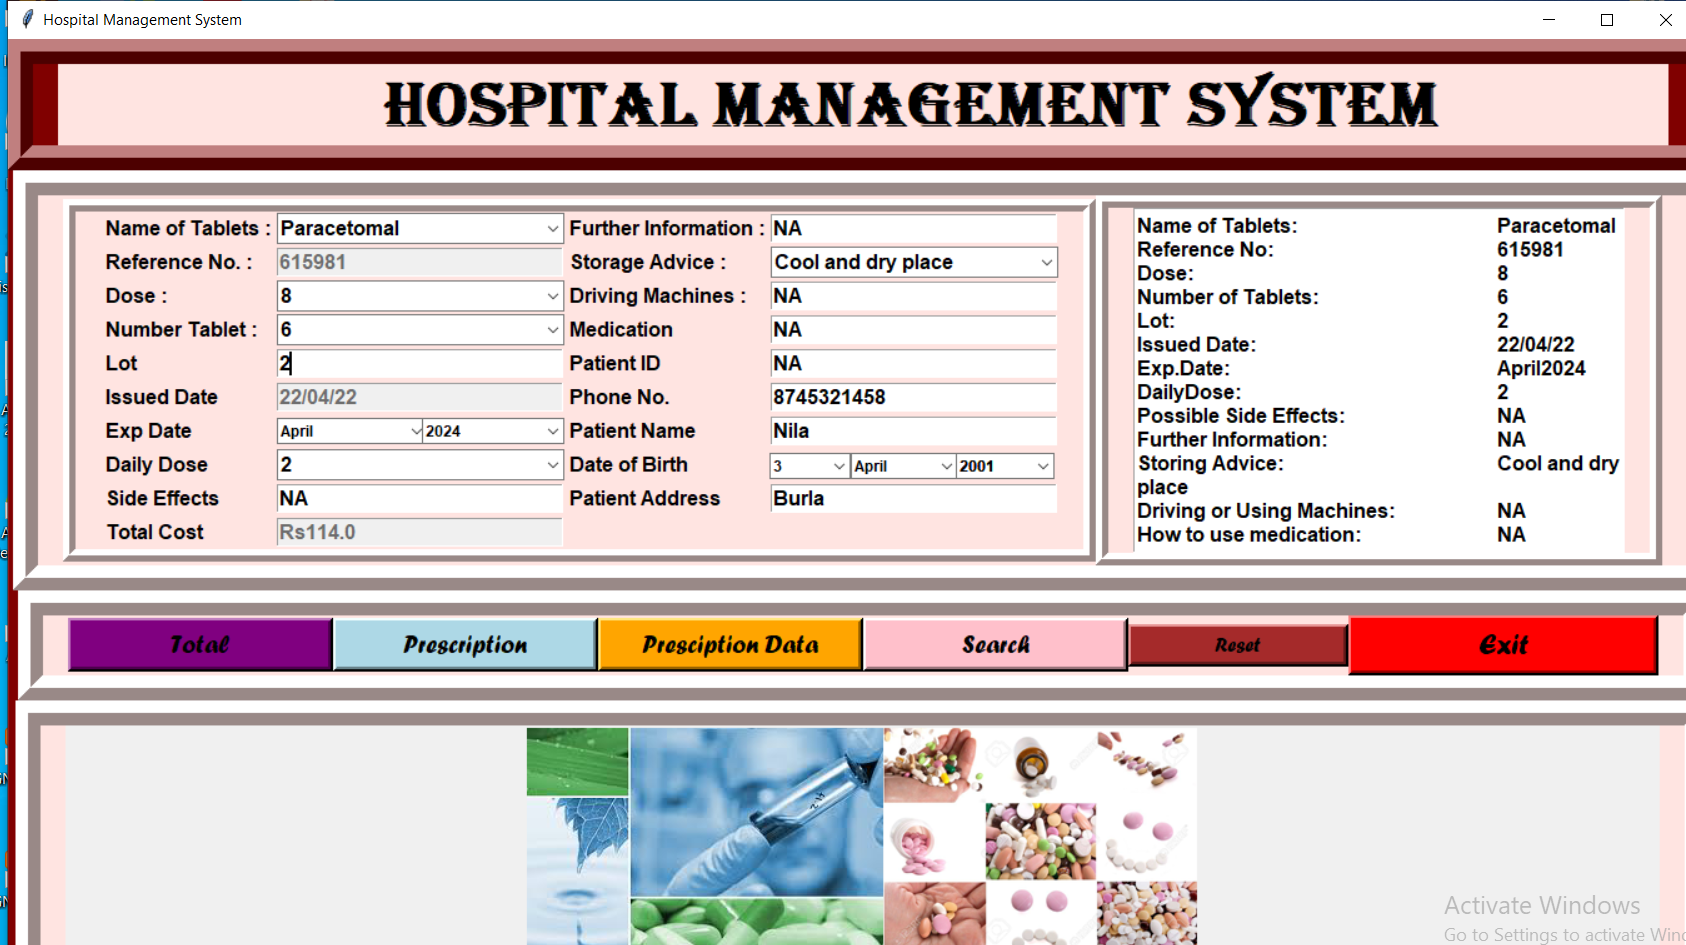 Hospital Management System
HOSPITAL MANAGEMENT SYSTEM
Name of Tablets : Paracetomal
Reference No. : 615981
Dose : 8
Number Tablet : 6
Lot 2
Issued Date 22/04/22
Exp Date April 2024
Daily Dose 2
Side Effects NA
Total Cost Rs114.0
Further Information : NA
Storage Advice : Cool and dry place
Driving Machines : NA
Medication NA
Patient ID NA
Phone No. 8745321458
Patient Name Nila
Date of Birth 3 April 2001
Patient Address Burla
Name of Tablets: Paracetomal
Reference No: 615981
Dose: 8
Number of Tablets: 6
Lot: 2
Issued Date: 22/04/22
Exp.Date: April2024
DailyDose: 2
Possible Side Effects: NA
Further Information: NA
Storing Advice: Cool and dry
place
Driving or Using Machines: NA
How to use medication: NA
Total Prescription Presciption Data Search Reset Exit
Activate Windows
Go to Settings to activate